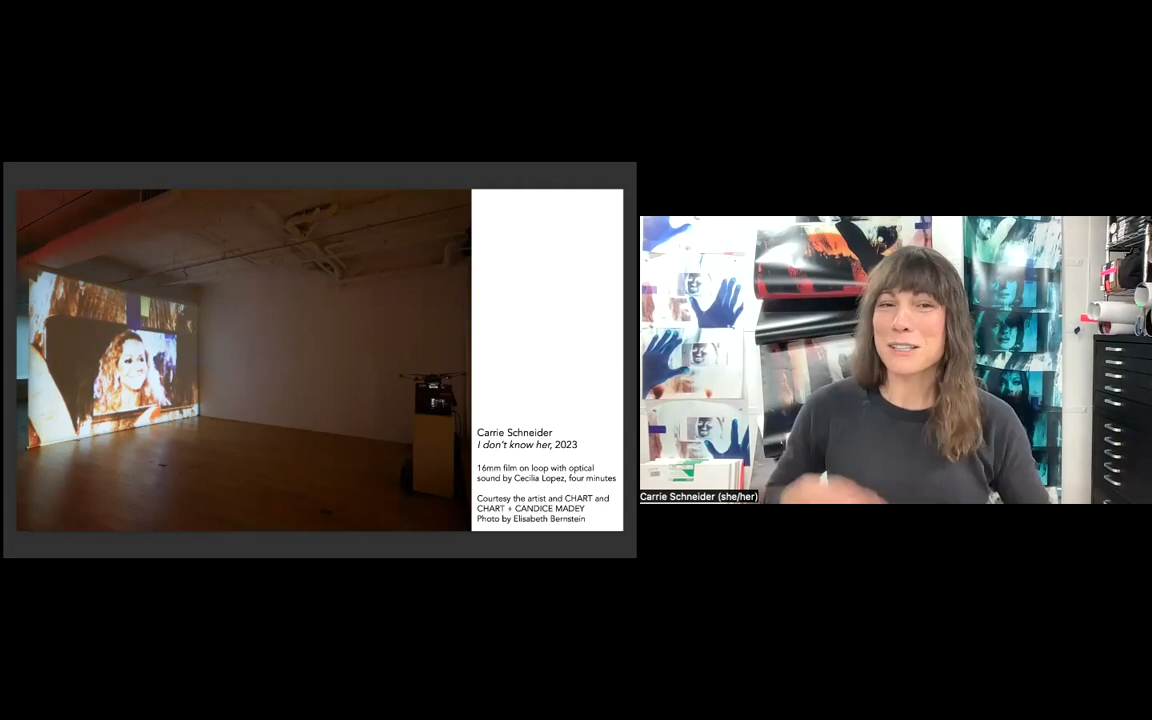 Carrie Schneider
I don't know her, 2023
16mm film on loop with optical
sound by Cecilia Lopez, four minutes
Courtesy the artist and CHART and
CHART + CANDICE MADEY
Photo by Elisabeth Bernstein
Carrie Schneider (she/her)